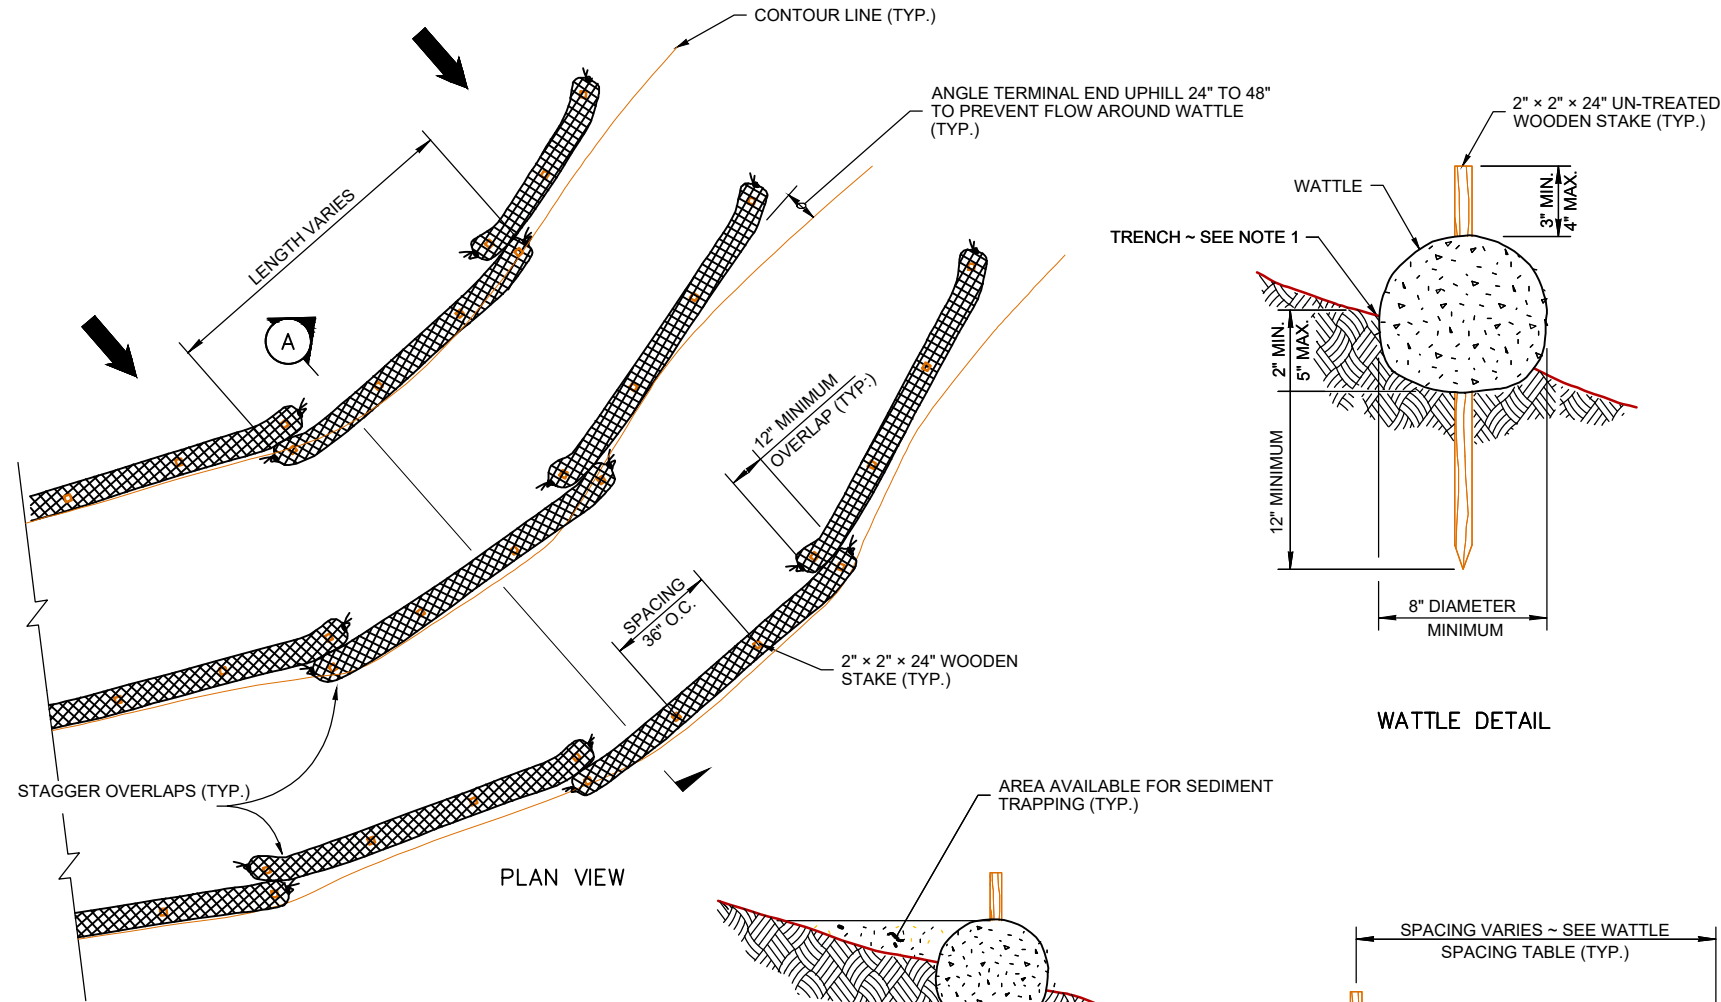 CONTOUR LINE (TYP.)
ANGLE TERMINAL END UPHILL 24" TO 48"
TO PREVENT FLOW AROUND WATTLE
(TYP.)
LENGTH VARIES
A
12" MINIMUM
OVERLAP (TYP.)
SPACING
36" O.C.
2" × 2" × 24" WOODEN
STAKE (TYP.)
STAGGER OVERLAPS (TYP.)
PLAN VIEW
2" × 2" × 24" UN-TREATED
WOODEN STAKE (TYP.)
WATTLE
3" MIN.
4" MAX.
TRENCH ~ SEE NOTE 1
2" MIN.
5" MAX.
12" MINIMUM
8" DIAMETER
MINIMUM
WATTLE DETAIL
AREA AVAILABLE FOR SEDIMENT
TRAPPING (TYP.)
SPACING VARIES ~ SEE WATTLE
SPACING TABLE (TYP.)